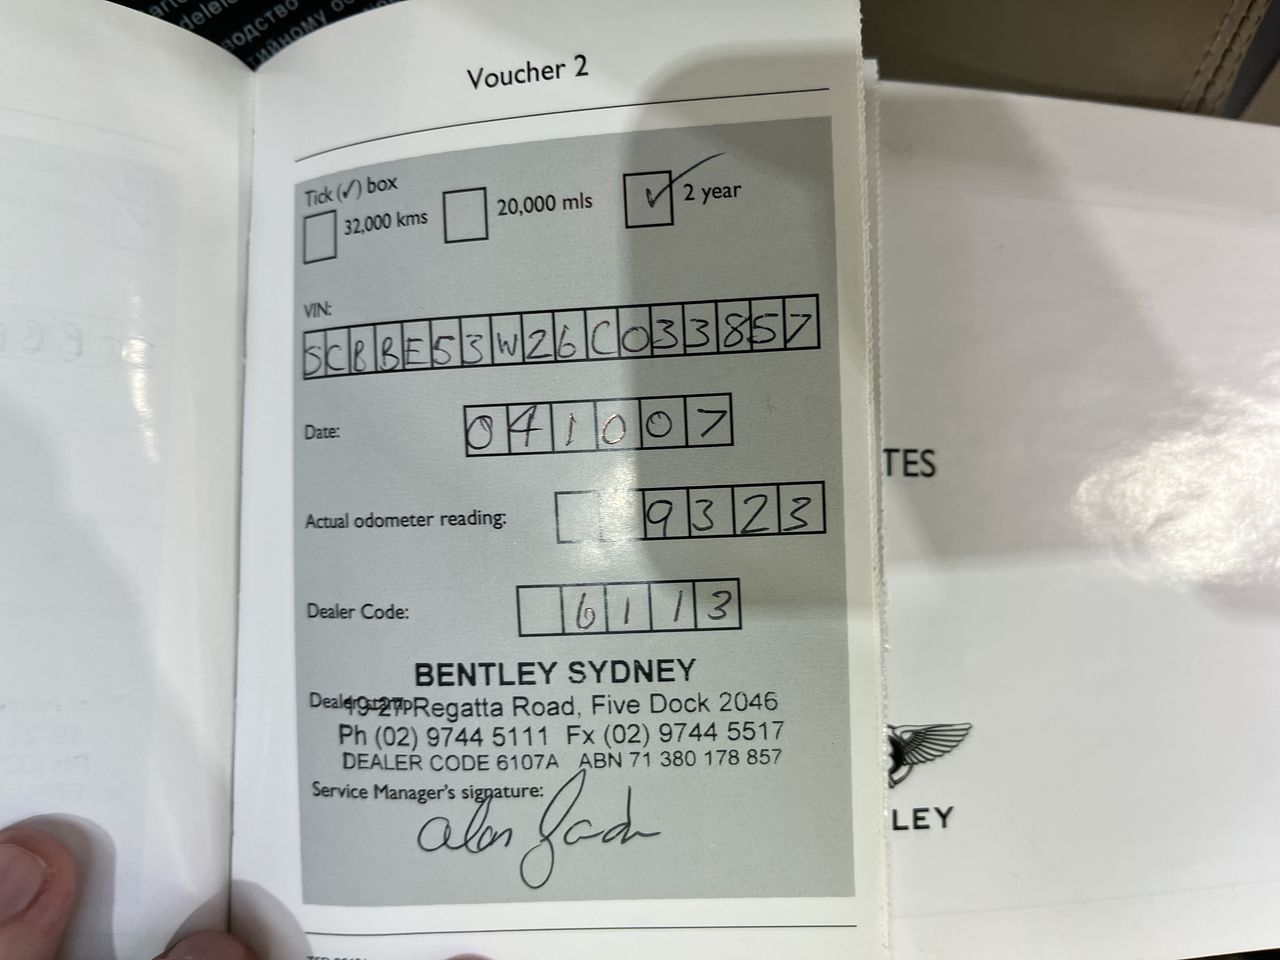 Voucher 2
Tick (✓) box
32,000 kms
20,000 mls
✓ 2 year
VIN:
SCBBE53W26C033857
Date:
041007
Actual odometer reading:
9323
Dealer Code:
6113
BENTLEY SYDNEY
Dealer stamp
19-27 Regatta Road, Five Dock 2046
Ph (02) 9744 5111 Fx (02) 9744 5517
DEALER CODE 6107A ABN 71 380 178 857
Service Manager's signature:
TES
LEY